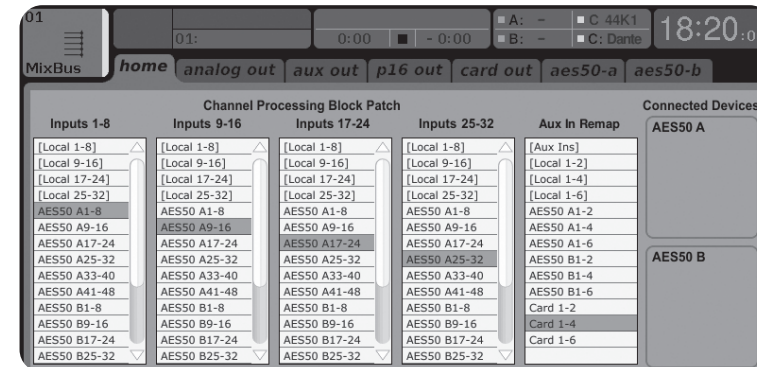 01
MixBus
01:
0:00 - 0:00
A: -
B: -
C 44K1
C: Dante
18:20:0
home analog out aux out p16 out card out aes50-a aes50-b
Channel Processing Block Patch
Connected Devices
Inputs 1-8 Inputs 9-16 Inputs 17-24 Inputs 25-32 Aux In Remap AES50 A
[Local 1-8] [Local 1-8] [Local 1-8] [Local 1-8] [Aux Ins]
[Local 9-16] [Local 9-16] [Local 9-16] [Local 9-16] [Local 1-2]
[Local 17-24] [Local 17-24] [Local 17-24] [Local 17-24] [Local 1-4]
[Local 25-32] [Local 25-32] [Local 25-32] [Local 25-32] [Local 1-6]
AES50 A1-8 AES50 A1-8 AES50 A1-8 AES50 A1-8 AES50 A1-2
AES50 A9-16 AES50 A9-16 AES50 A9-16 AES50 A9-16 AES50 A1-4
AES50 A17-24 AES50 A17-24 AES50 A17-24 AES50 A17-24 AES50 A1-6
AES50 A25-32 AES50 A25-32 AES50 A25-32 AES50 A25-32 AES50 B1-2 AES50 B
AES50 A33-40 AES50 A33-40 AES50 A33-40 AES50 A33-40 AES50 B1-4
AES50 A41-48 AES50 A41-48 AES50 A41-48 AES50 A41-48 AES50 B1-6
AES50 B1-8 AES50 B1-8 AES50 B1-8 AES50 B1-8 Card 1-2
AES50 B9-16 AES50 B9-16 AES50 B9-16 AES50 B9-16 Card 1-4
AES50 B17-24 AES50 B17-24 AES50 B17-24 AES50 B17-24 Card 1-6
AES50 B25-32 AES50 B25-32 AES50 B25-32 AES50 B25-32